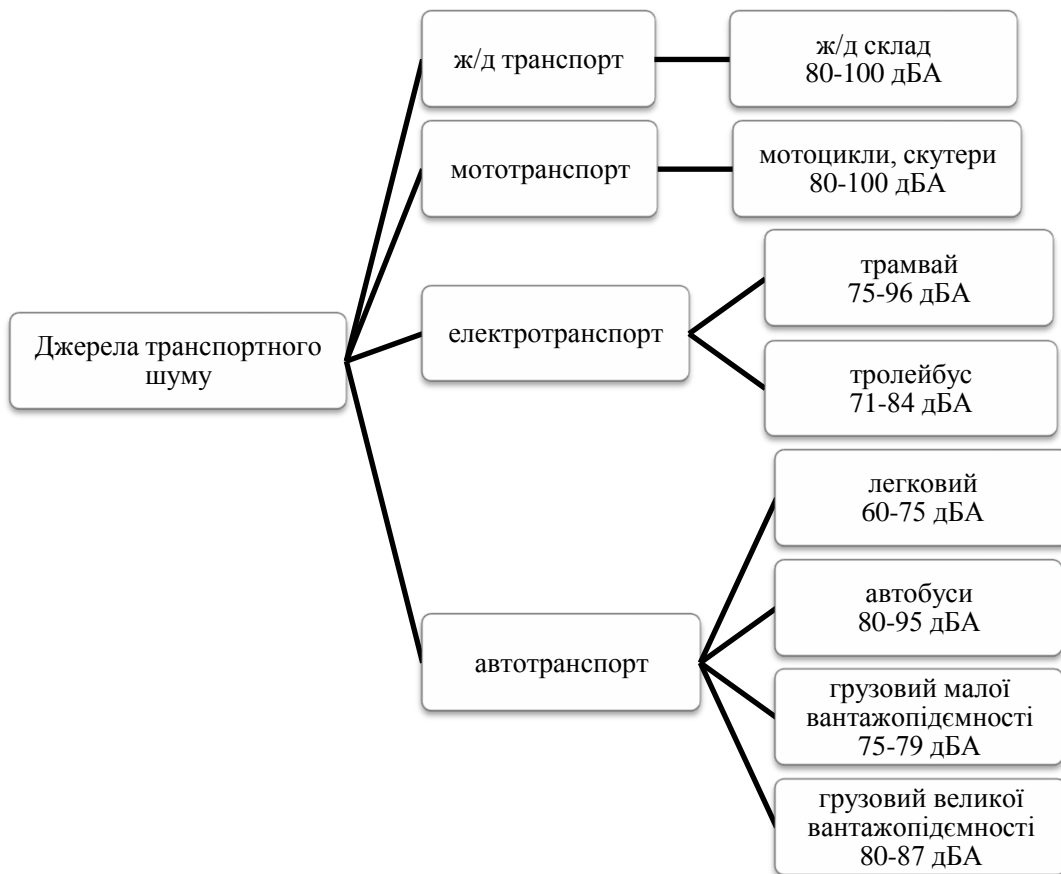 ж/д транспорт
ж/д склад
80-100 дБА
мототранспорт
мотоцикли, скутери
80-100 дБА
Джерела транспортного
шуму
електротранспорт
трамвай
75-96 дБА
тролейбус
71-84 дБА
автотранспорт
легковий
60-75 дБА
автобуси
80-95 дБА
грузовий малої
вантажопідємності
75-79 дБА
грузовий великої
вантажопідємності
80-87 дБА